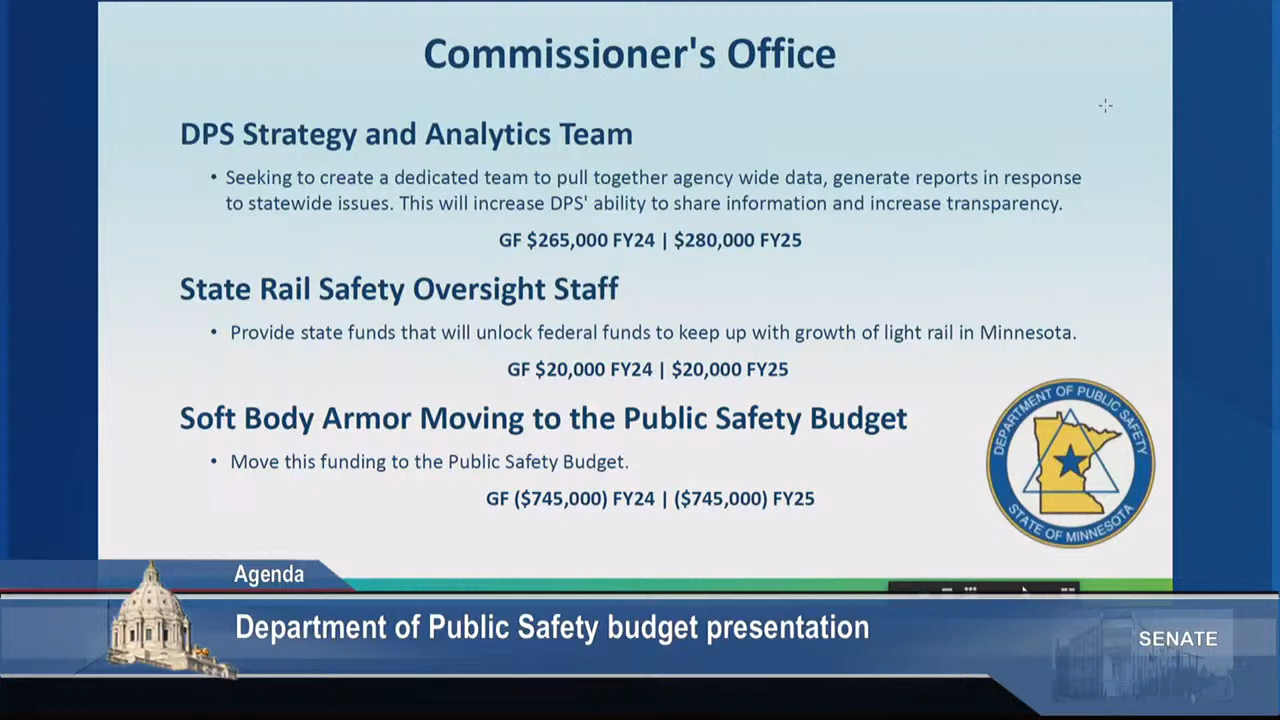 Commissioner's Office
DPS Strategy and Analytics Team
• Seeking to create a dedicated team to pull together agency wide data, generate reports in response
to statewide issues. This will increase DPS' ability to share information and increase transparency.
GF $265,000 FY24 | $280,000 FY25
State Rail Safety Oversight Staff
• Provide state funds that will unlock federal funds to keep up with growth of light rail in Minnesota.
GF $20,000 FY24 | $20,000 FY25
Soft Body Armor Moving to the Public Safety Budget
• Move this funding to the Public Safety Budget.
GF ($745,000) FY24 | ($745,000) FY25
DEPARTMENT OF PUBLIC SAFETY
STATE OF MINNESOTA
Agenda
Department of Public Safety budget presentation
SENATE